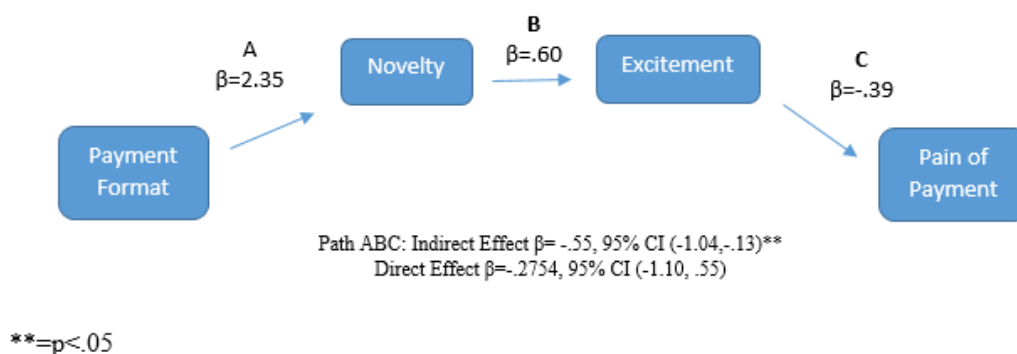 A
β=2.35
Novelty
B
β=.60
Excitement
C
β=-.39
Payment
Format
Pain of
Payment
Path ABC: Indirect Effect β= -.55, 95% CI (-1.04,-.13)**
Direct Effect β=-.2754, 95% CI (-1.10, .55)
**=p<.05